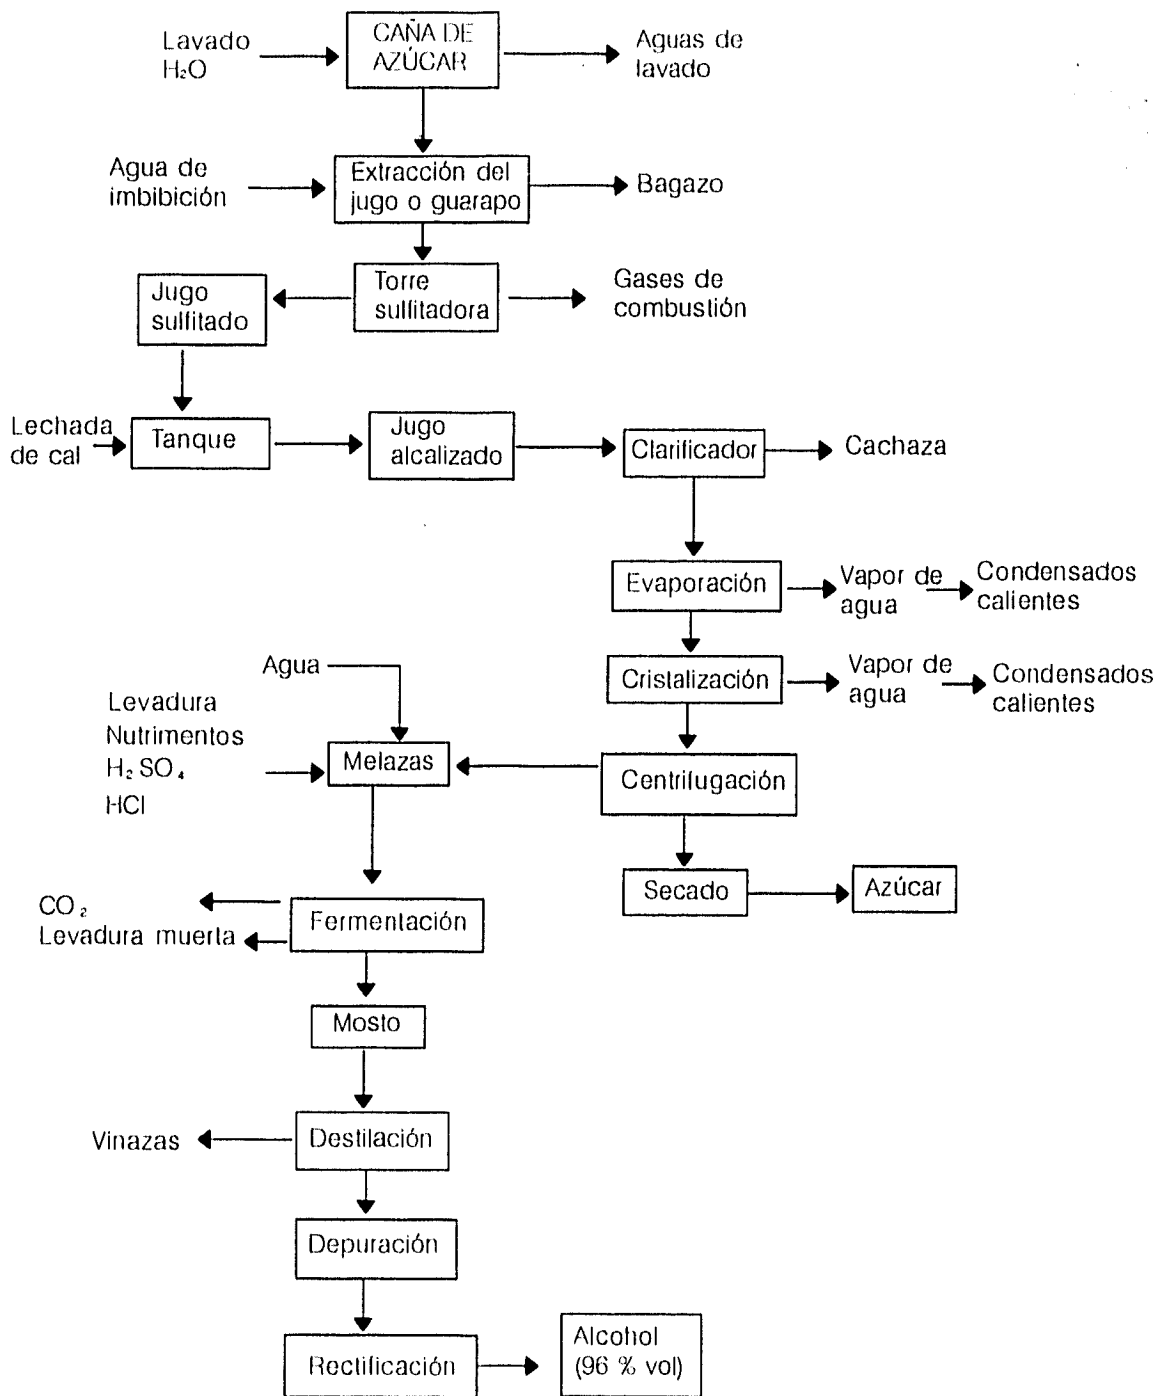 Lavado
H₂O
CAÑA DE
AZÚCAR
Aguas de
lavado
Agua de
imbibición
Extracción del
jugo o guarapo
Bagazo
Jugo
sulfitado
Torre
sulfitadora
Gases de
combustión
Lechada
de cal
Tanque
Jugo
alcalizado
Clarificador
Cachaza
Evaporación
Vapor de
agua
Condensados
calientes
Agua
Cristalización
Vapor de
agua
Condensados
calientes
Levadura
Nutrimentos
H₂SO₄
HCl
Melazas
Centrifugación
Secado
Azúcar
CO₂
Levadura muerta
Fermentación
Mosto
Vinazas
Destilación
Depuración
Rectificación
Alcohol
(96 % vol)